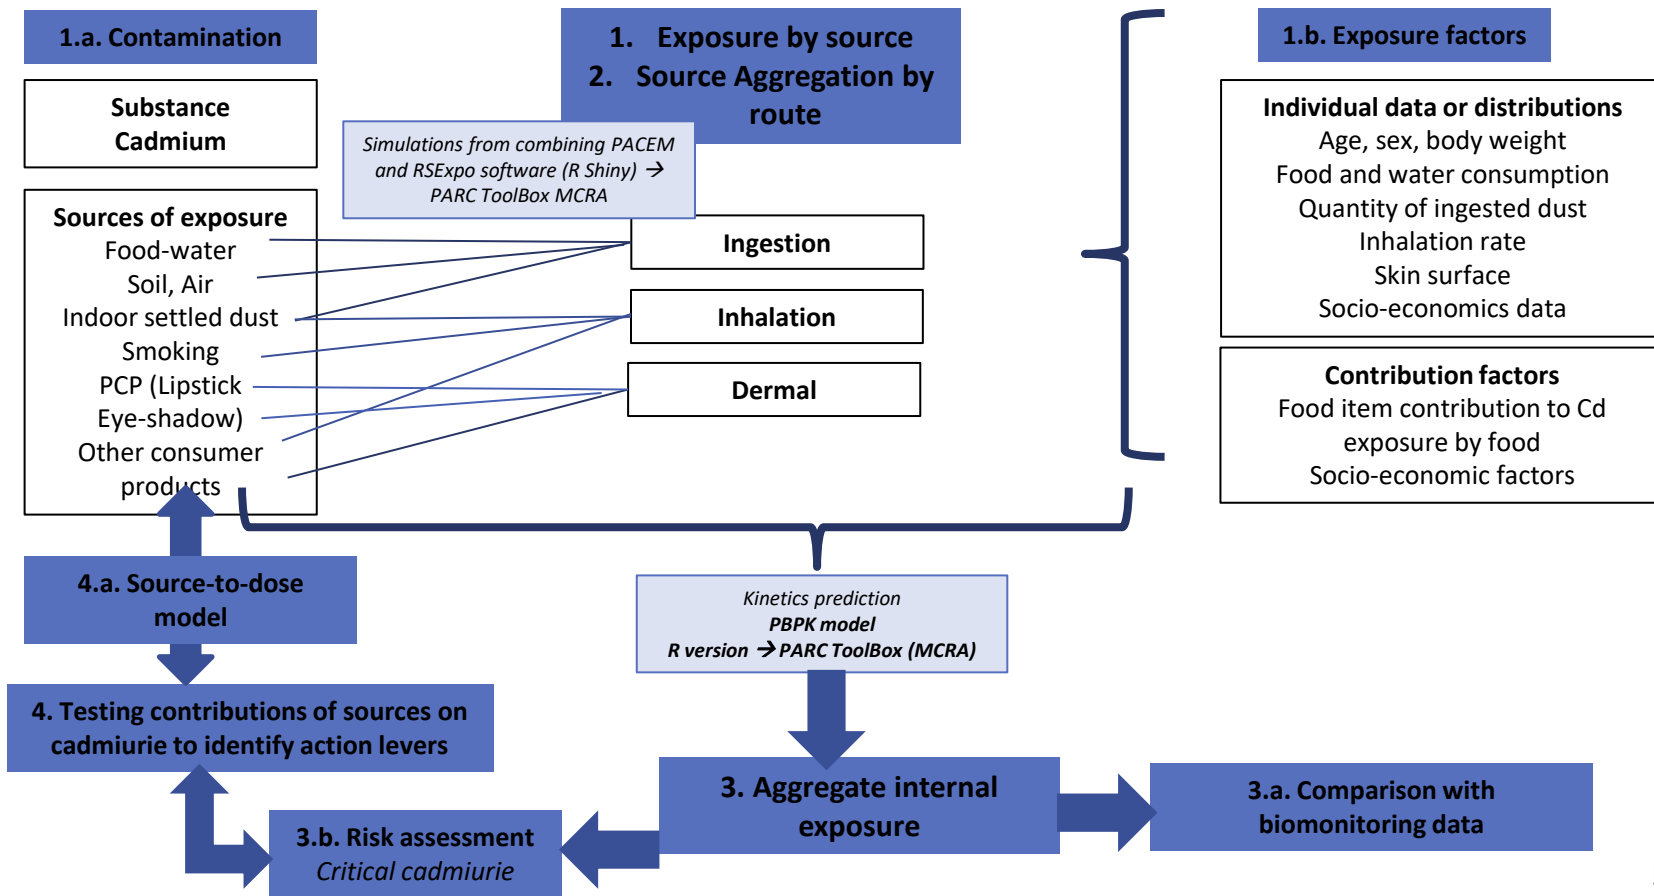 1.a. Contamination
Substance
Cadmium
Sources of exposure
Food-water
Soil, Air
Indoor settled dust
Smoking
PCP (Lipstick
Eye-shadow)
Other consumer
products
1. Exposure by source
2. Source Aggregation by
route
Simulations from combining PACEM
and RSExpo software (R Shiny) →
PARC ToolBox MCRA
Ingestion
Inhalation
Dermal
1.b. Exposure factors
Individual data or distributions
Age, sex, body weight
Food and water consumption
Quantity of ingested dust
Inhalation rate
Skin surface
Socio-economics data
Contribution factors
Food item contribution to Cd
exposure by food
Socio-economic factors
4.a. Source-to-dose
model
Kinetics prediction
PBPK model
R version → PARC ToolBox (MCRA)
4. Testing contributions of sources on
cadmiurie to identify action levers
3. Aggregate internal
exposure
3.a. Comparison with
biomonitoring data
3.b. Risk assessment
Critical cadmiurie